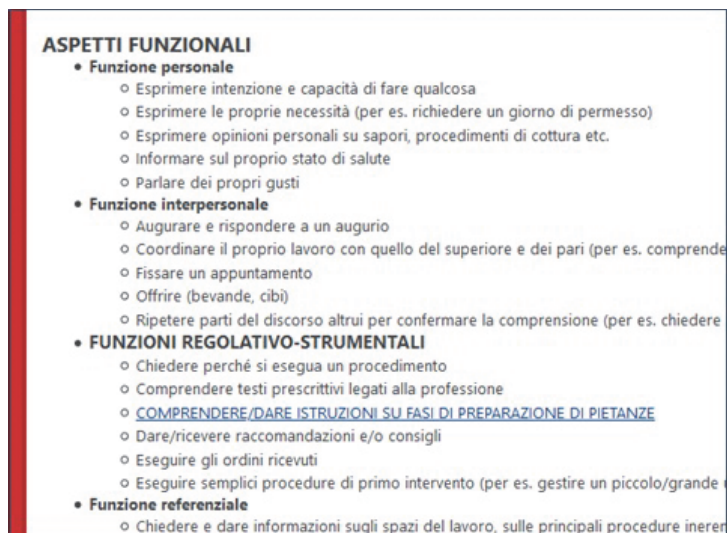 ASPETTI FUNZIONALI
• Funzione personale
○ Esprimere intenzione e capacità di fare qualcosa
○ Esprimere le proprie necessità (per es. richiedere un giorno di permesso)
○ Esprimere opinioni personali su sapori, procedimenti di cottura etc.
○ Informare sul proprio stato di salute
○ Parlare dei propri gusti
• Funzione interpersonale
○ Augurare e rispondere a un augurio
○ Coordinare il proprio lavoro con quello del superiore e dei pari (per es. comprende
○ Fissare un appuntamento
○ Offrire (bevande, cibi)
○ Ripetere parti del discorso altrui per confermare la comprensione (per es. chiedere
• FUNZIONI REGOLATIVO-STRUMENTALI
○ Chiedere perché si esegua un procedimento
○ Comprendere testi prescrittivi legati alla professione
○ COMPRENDERE/DARE ISTRUZIONI SU FASI DI PREPARAZIONE DI PIETANZE
○ Dare/ricevere raccomandazioni e/o consigli
○ Eseguire gli ordini ricevuti
○ Eseguire semplici procedure di primo intervento (per es. gestire un piccolo/grande
• Funzione referenziale
○ Chiedere e dare informazioni sugli spazi del lavoro, sulle principali procedure ineren